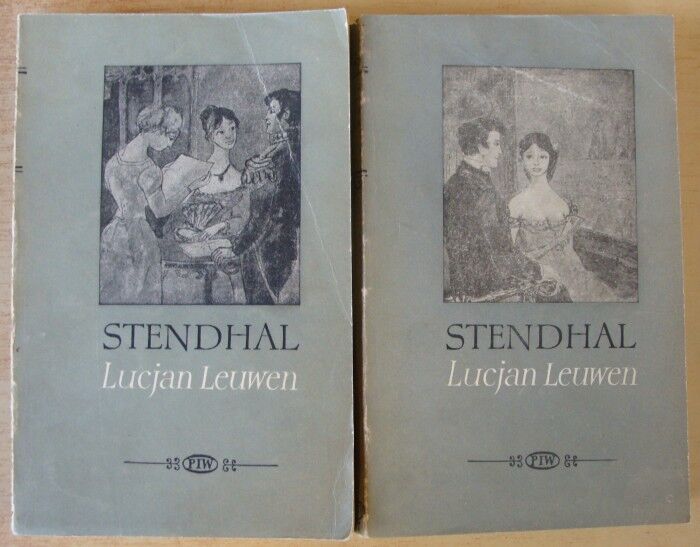 STENDHAL
Lucjan Leuwen
PIW
STENDHAL
Lucjan Leuwen
PIW